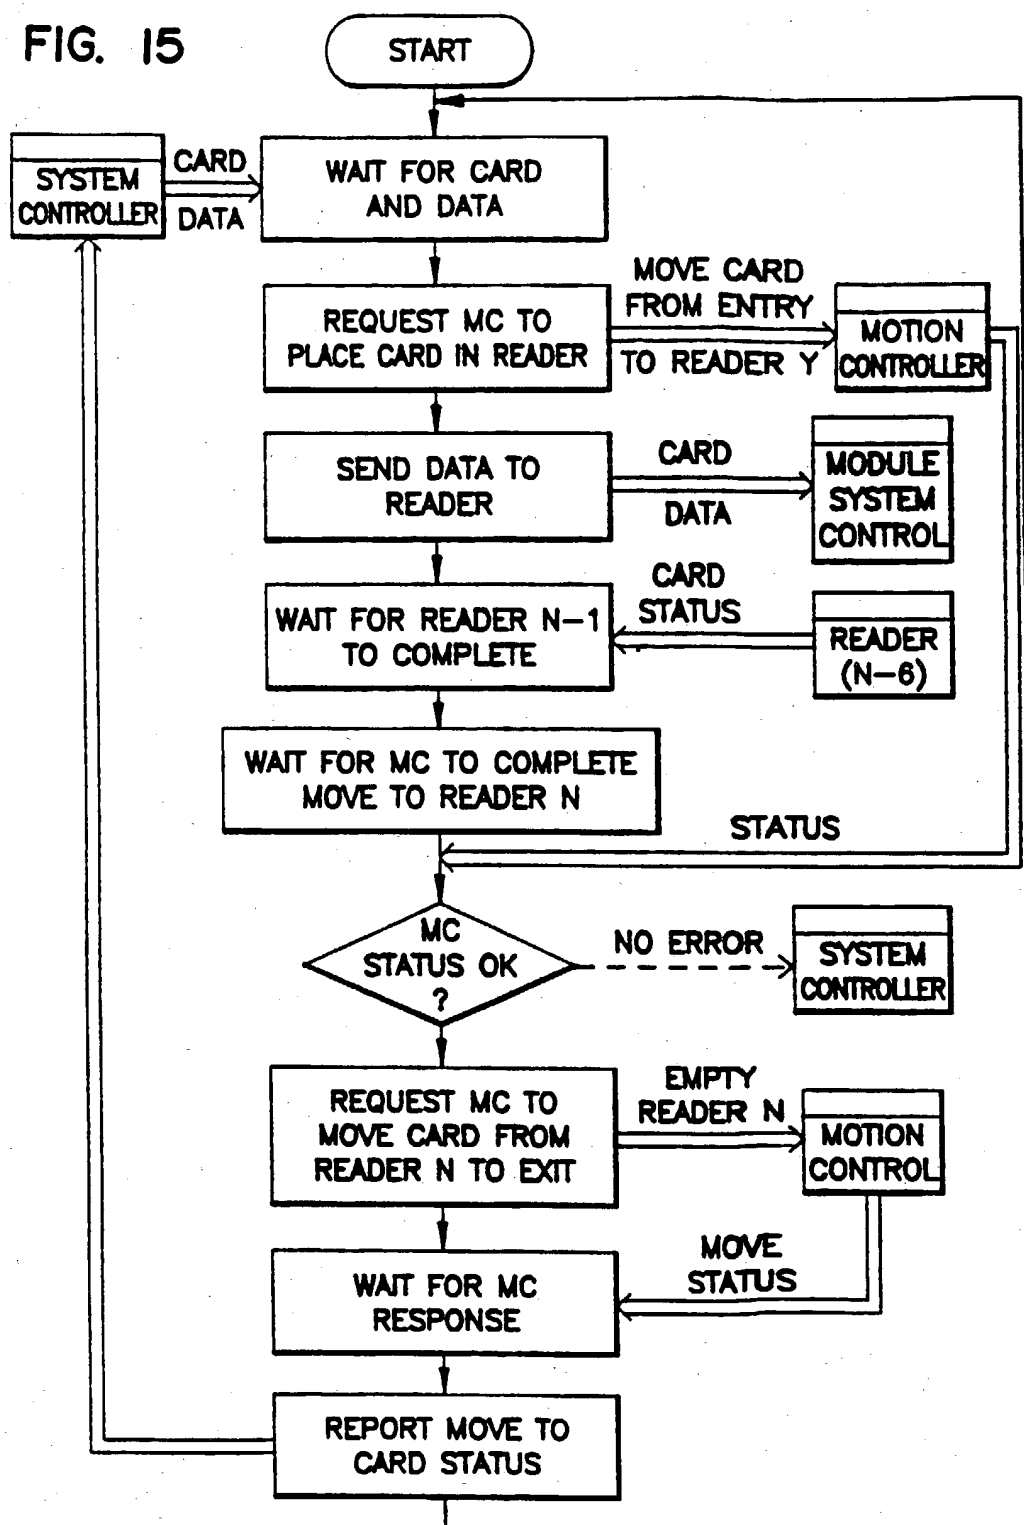 FIG. 15
START
SYSTEM
CONTROLLER
CARD
DATA
WAIT FOR CARD
AND DATA
REQUEST MC TO
PLACE CARD IN READER
MOVE CARD
FROM ENTRY
TO READER Y
MOTION
CONTROLLER
SEND DATA TO
READER
CARD
DATA
MODULE
SYSTEM
CONTROL
WAIT FOR READER N-1
TO COMPLETE
CARD
STATUS
READER
(N-6)
WAIT FOR MC TO COMPLETE
MOVE TO READER N
STATUS
MC
STATUS OK
?
NO ERROR
SYSTEM
CONTROLLER
REQUEST MC TO
MOVE CARD FROM
READER N TO EXIT
EMPTY
READER N
MOTION
CONTROL
WAIT FOR MC
RESPONSE
MOVE
STATUS
REPORT MOVE TO
CARD STATUS